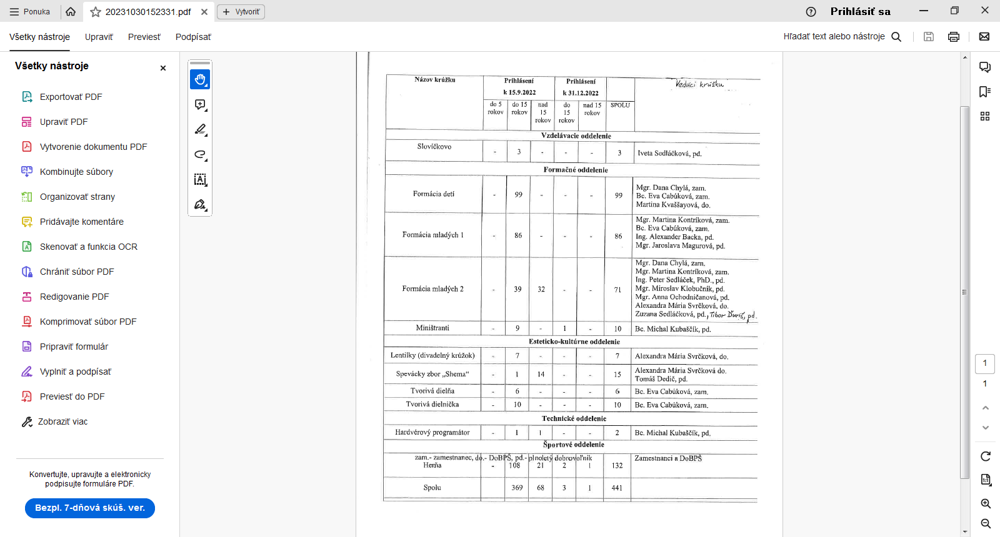 Ponuka
20231030152331.pdf
Vytvoriť
Prihlásiť sa
Všetky nástroje
Upraviť
Previesť
Podpísať
Hľadať text alebo nástroje
Všetky nástroje
Exportovať PDF
Upraviť PDF
Vytvorenie dokumentu PDF
Kombinujte súbory
Organizovať strany
Pridávajte komentáre
Skenovať a funkcia OCR
Chrániť súbor PDF
Redigovanie PDF
Komprimovať súbor PDF
Pripraviť formulár
Vyplniť a podpísať
Previesť do PDF
Zobraziť viac
Konvertujte, upravujte a elektronicky
podpisujte formuláre PDF.
Bezpl. 7-dňová skúš. ver.
Názov krúžku Prihlásení k 15.9.2022 Prihlásení k 31.12.2022 Vedúci krúžku
do 5 rokov do 15 rokov nad 15 rokov do 15 rokov nad 15 rokov SPOLU
Vzdelávacie oddelenie
Slovíčkovo - 3 - - - 3 Iveta Sedláčková, pd.
Formačné oddelenie
Formácia detí - 99 - - - 99 Mgr. Dana Chylá, zam.
Bc. Eva Cabúková, zam.
Martina Kvaššayová, do.
Formácia mladých 1 - 86 - - - 86 Mgr. Martina Kontríková, zam.
Bc. Eva Cabúková, zam.
Ing. Alexander Backa, pd.
Mgr. Jaroslava Magurová, pd.
Formácia mladých 2 - 39 32 - - 71 Mgr. Dana Chylá, zam.
Mgr. Martina Kontríková, zam.
Ing. Peter Sedláček, PhD., pd.
Mgr. Miroslav Klobučník, pd.
Mgr. Anna Ochodničanová, pd.
Alexandra Mária Svrčková, do.
Zuzana Sedláčková, pd., Tibor Ďuriš, pd.
Miništranti - 9 - 1 - 10 Bc. Michal Kubaščík, pd.
Esteticko-kultúrne oddelenie
Lentilky (divadelný krúžok) - 7 - - - 7 Alexandra Mária Svrčková, do.
Spevácky zbor „Shema“ - 1 14 - - 15 Alexandra Mária Svrčková do.
Tomáš Dedič, pd.
Tvorivá dielňa - 6 - - - 6 Bc. Eva Cabúková, zam.
Tvorivá dielnička - 10 - - - 10 Bc. Eva Cabúková, zam.
Technické oddelenie
Hardvérový programátor - 1 1 - - 2 Bc. Michal Kubaščík, pd.
Športové oddelenie
zam.- zamestnanec, do.- DoBPŠ, pd.- plnoletý dobrovoľník
Herňa - 108 21 2 1 132 Zamestnanci a DoBPŠ
Spolu 369 68 3 1 441
1
1